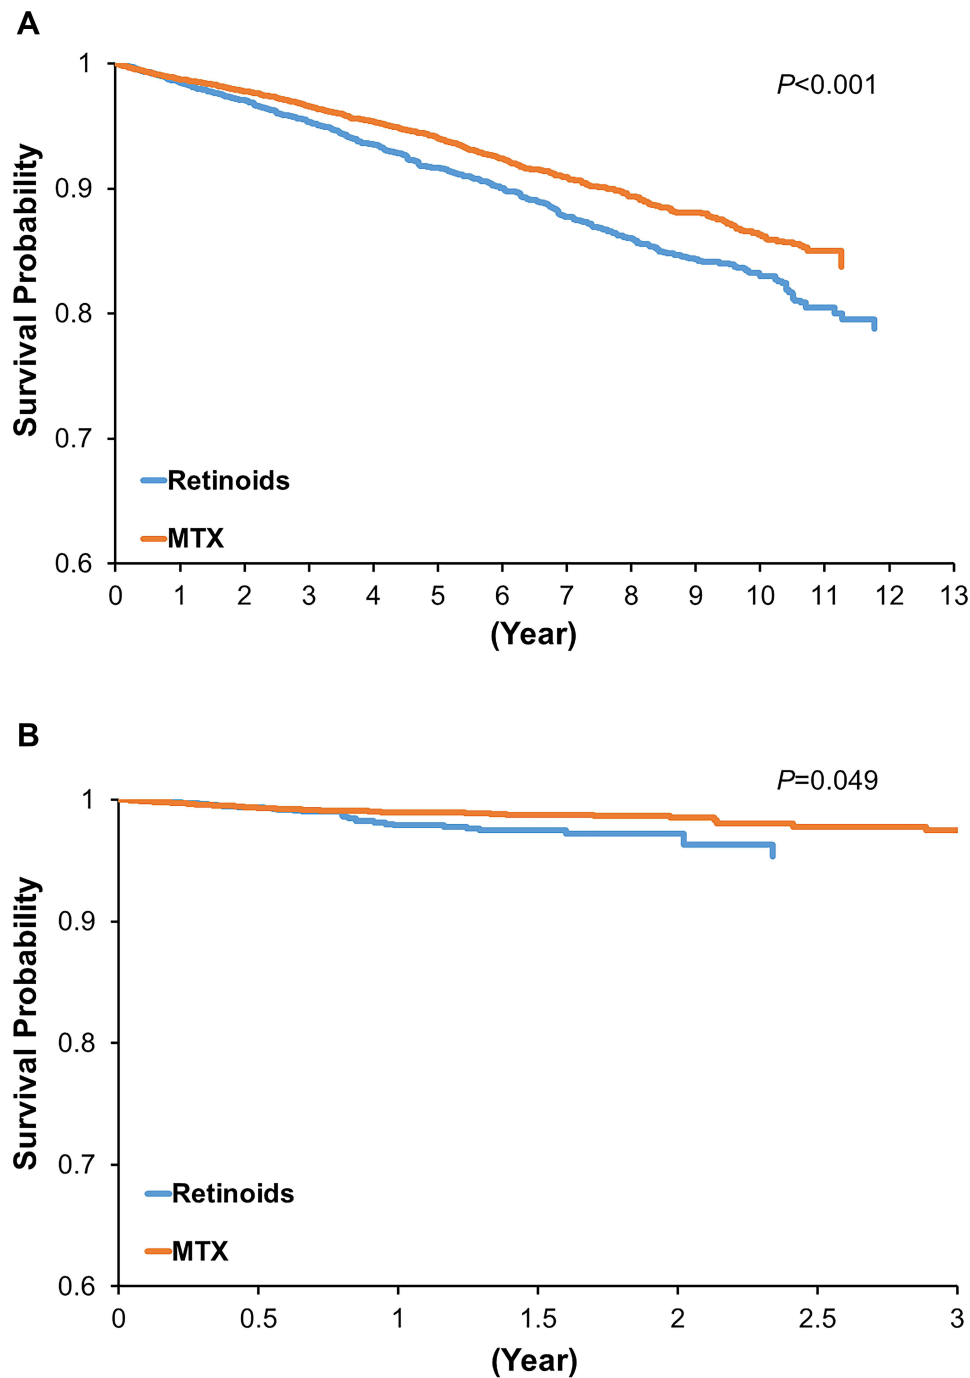 A
P<0.001
1
0.9
0.8
0.7
0.6
Survival Probability
Retinoids
MTX
0 1 2 3 4 5 6 7 8 9 10 11 12 13
(Year)
B
P=0.049
1
0.9
0.8
0.7
0.6
Survival Probability
Retinoids
MTX
0 0.5 1 1.5 2 2.5 3
(Year)